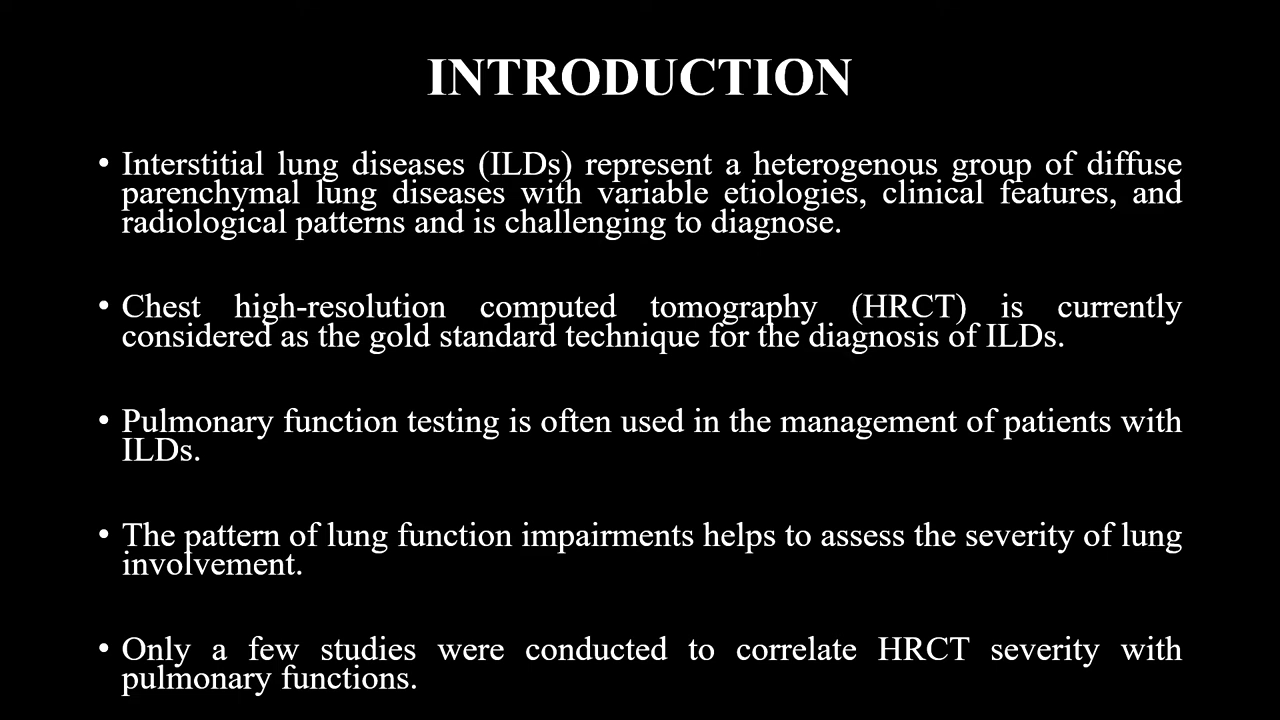 INTRODUCTION
• Interstitial lung diseases (ILDs) represent a heterogenous group of diffuse
parenchymal lung diseases with variable etiologies, clinical features, and
radiological patterns and is challenging to diagnose.
• Chest high-resolution computed tomography (HRCT) is currently
considered as the gold standard technique for the diagnosis of ILDs.
• Pulmonary function testing is often used in the management of patients with
ILDs.
• The pattern of lung function impairments helps to assess the severity of lung
involvement.
• Only a few studies were conducted to correlate HRCT severity with
pulmonary functions.